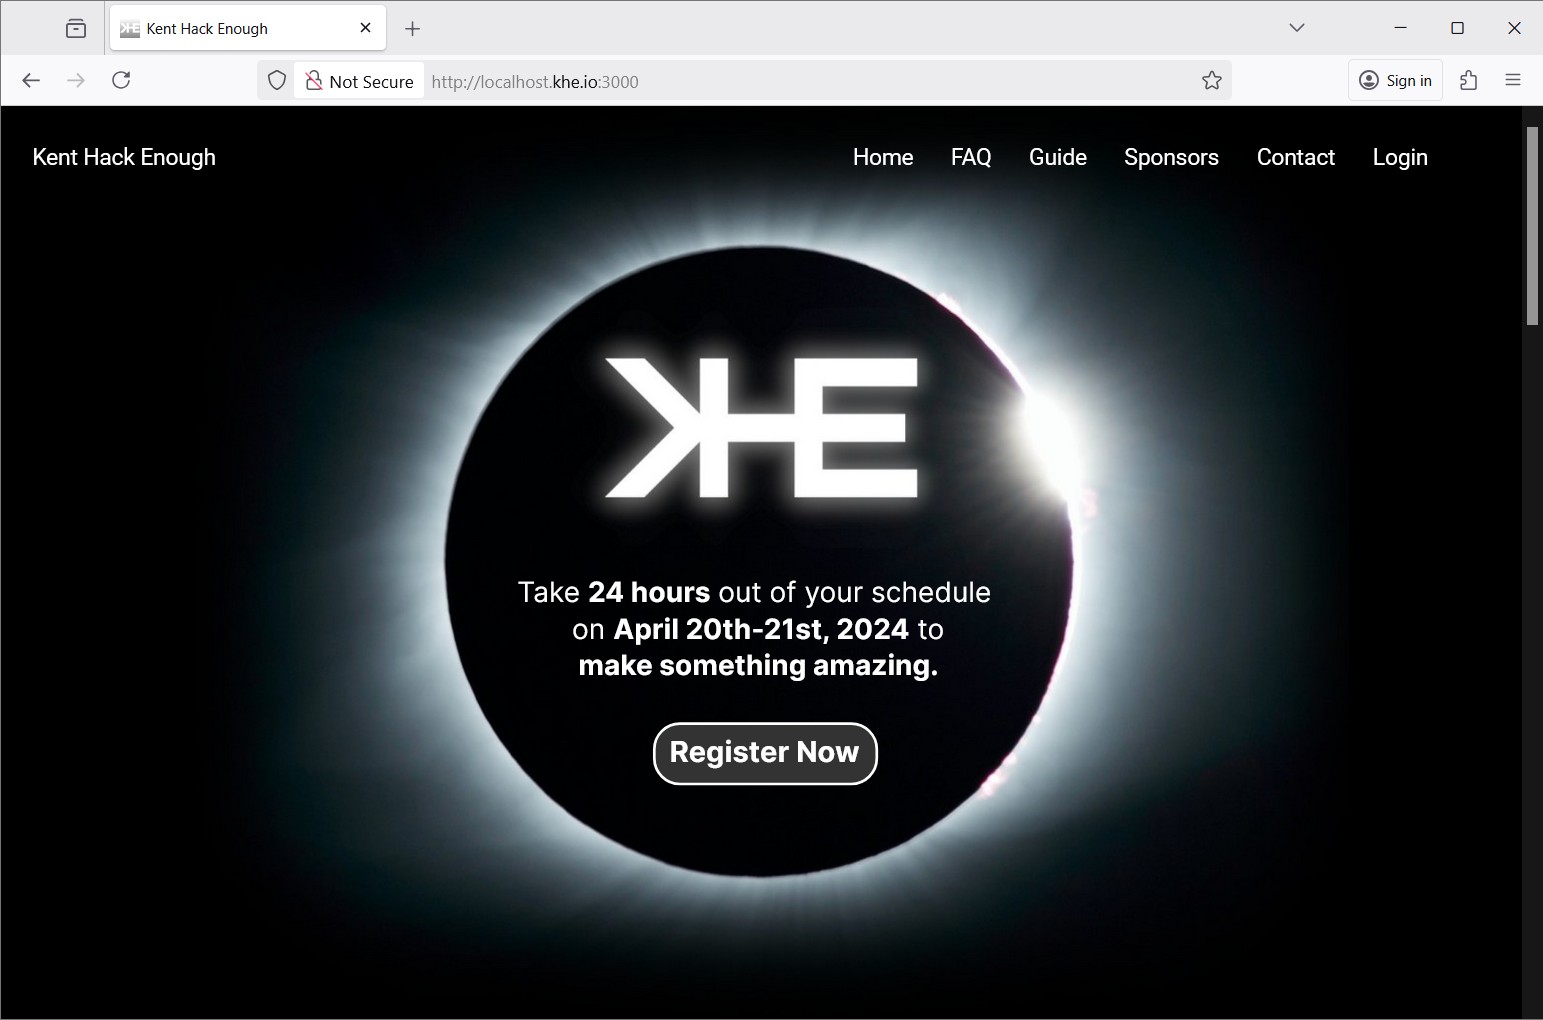 Kent Hack Enough
Not Secure
http://localhost.khe.io:3000
Sign in
Kent Hack Enough
Home
FAQ
Guide
Sponsors
Contact
Login
KHE
Take 24 hours out of your schedule
on April 20th-21st, 2024 to
make something amazing.
Register Now